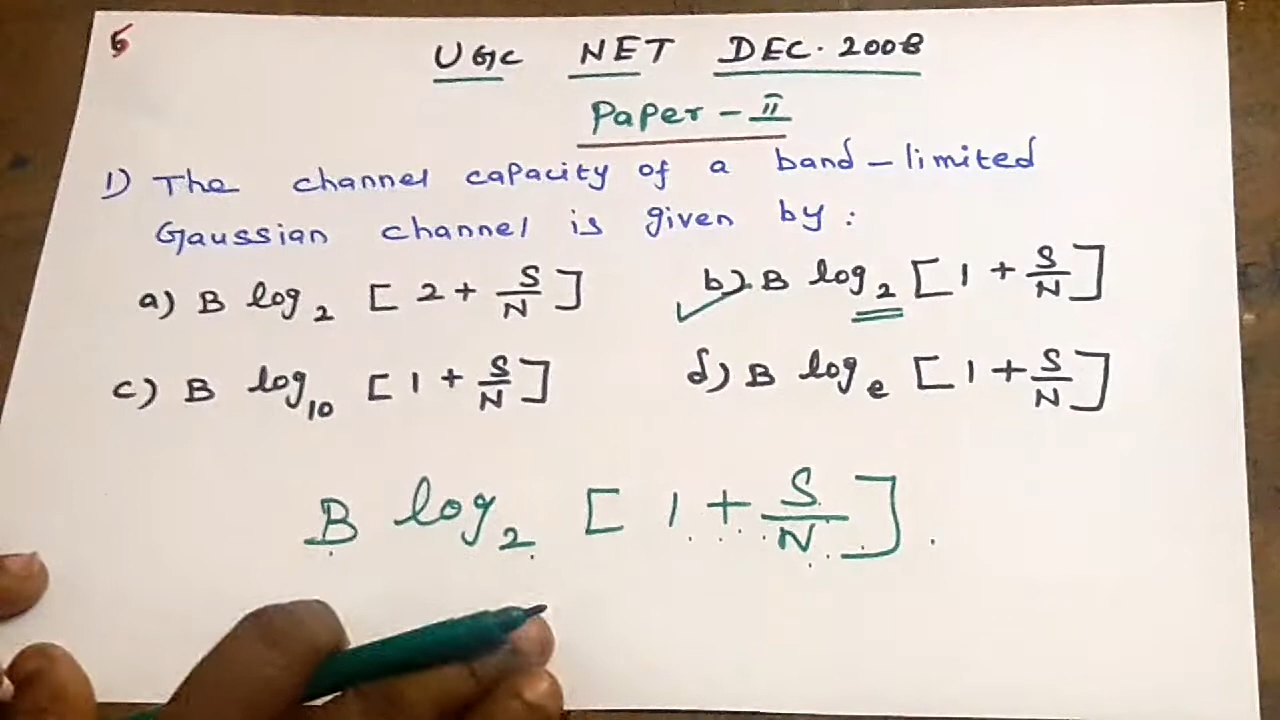 5
UGC NET DEC. 2008
Paper - II
1) The channel capacity of a band-limited
Gaussian channel is given by :
a) B log₂ [2 + S/N] b) B log₂ [1 + S/N]
c) B log₁₀ [1 + S/N] d) B logₑ [1 + S/N]
B log₂ [1 + S/N].